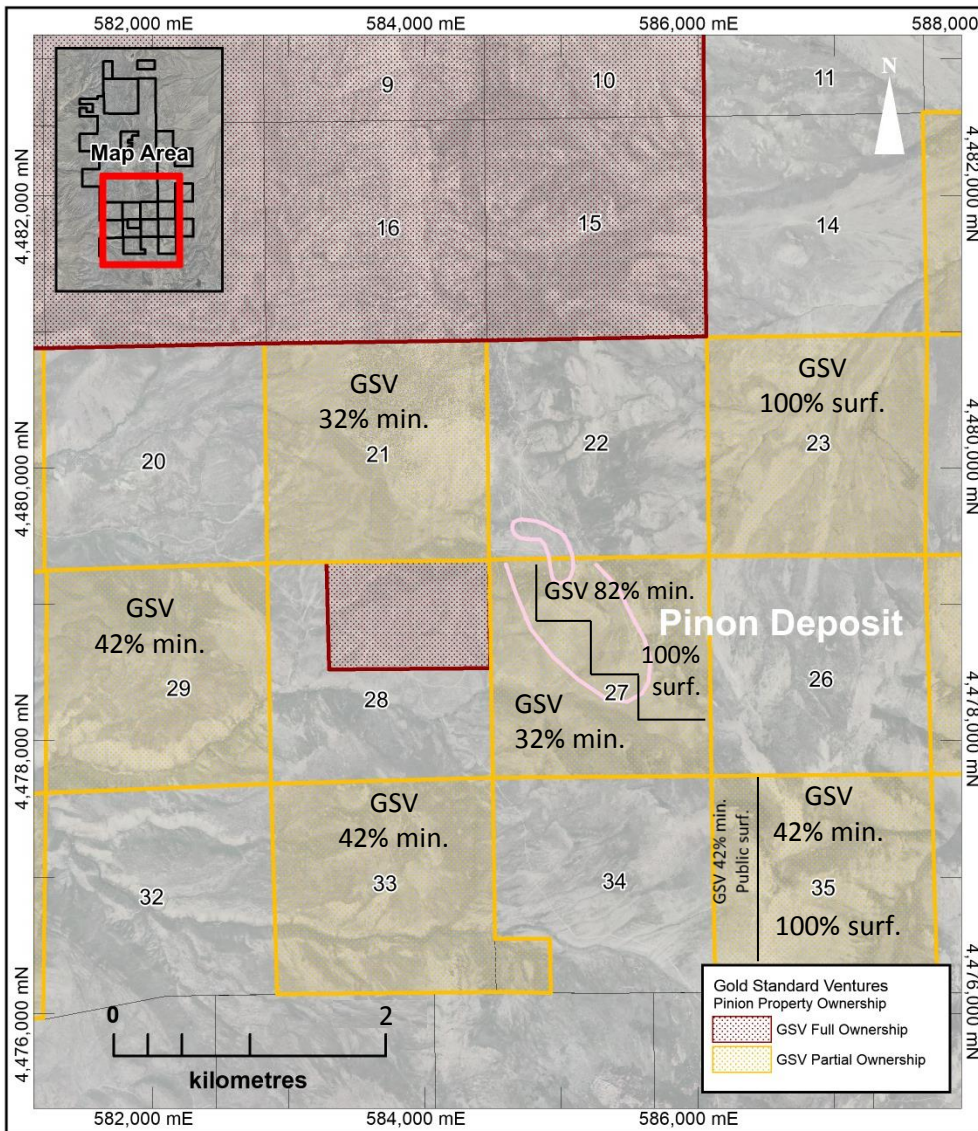 582,000 mE
584,000 mE
586,000 mE
588,0
N
Map Area
9
10
11
4,482,000 mN
4,482,000 mN
16
15
14
GSV
32% min.
21
GSV
100% surf.
23
20
22
4,480,000 mN
4,480,000 mN
GSV
42% min.
29
GSV 82% min.
Pinon Deposit
100%
surf.
28
27
26
GSV
32% min.
4,478,000 mN
4,478,000 mN
GSV
42% min.
33
GSV 42% min.
Public surf.
GSV
42% min.
35
100% surf.
32
34
4,476,000 mN
4,476,000 mN
0
2
kilometres
Gold Standard Ventures
Pinion Property Ownership
GSV Full Ownership
GSV Partial Ownership
582,000 mE
584,000 mE
586,000 mE